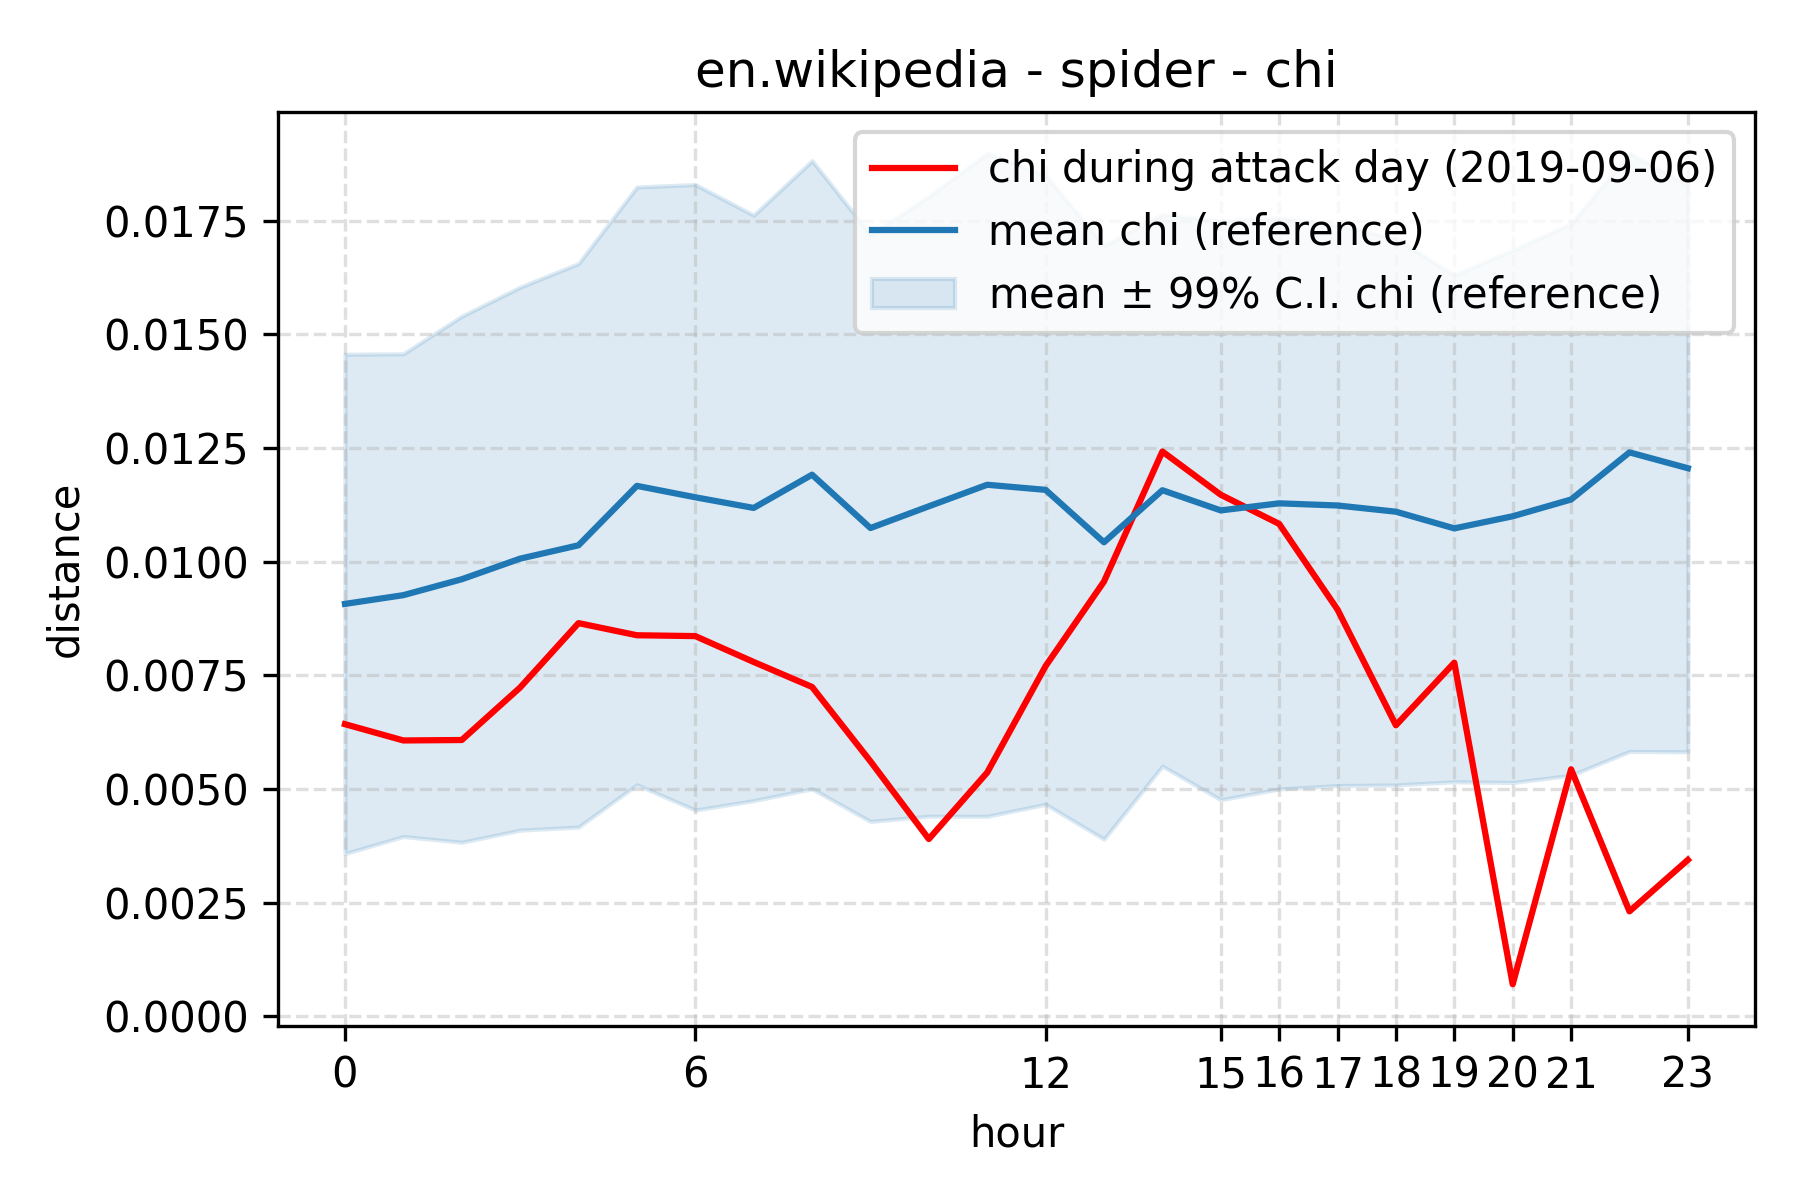 en.wikipedia - spider - chi
chi during attack day (2019-09-06)
mean chi (reference)
mean ± 99% C.I. chi (reference)
distance
0.0175
0.0150
0.0125
0.0100
0.0075
0.0050
0.0025
0.0000
0 6 12 15 16 17 18 19 20 21 23
hour